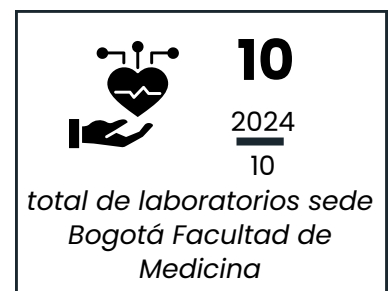 10
2024
10
total de laboratorios sede
Bogotá Facultad de
Medicina